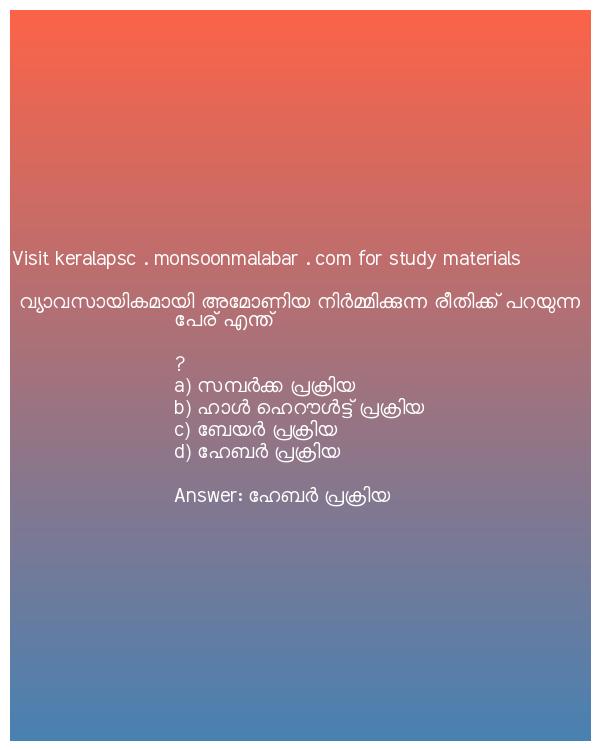 Visit keralapsc . monsoonmalabar . com for study materials
വ്യാവസായികമായി അമോണിയ നിർമ്മിക്കുന്ന രീതിക്ക് പറയുന്ന
പേര് എന്ത്
?
a) സമ്പർക്ക പ്രക്രിയ
b) ഹാൾ ഹെറൗൾട്ട് പ്രക്രിയ
c) ബേയർ പ്രക്രിയ
d) ഹേബർ പ്രക്രിയ
Answer: ഹേബർ പ്രക്രിയ